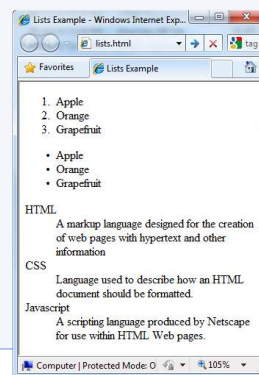 Lists Example - Windows Internet Exp...
lists.html
tag
Favorites
Lists Example
1. Apple
2. Orange
3. Grapefruit
• Apple
• Orange
• Grapefruit
HTML
A markup language designed for the creation
of web pages with hypertext and other
information
CSS
Language used to describe how an HTML
document should be formatted.
Javascript
A scripting language produced by Netscape
for use within HTML Web pages.
Computer | Protected Mode: O
105%